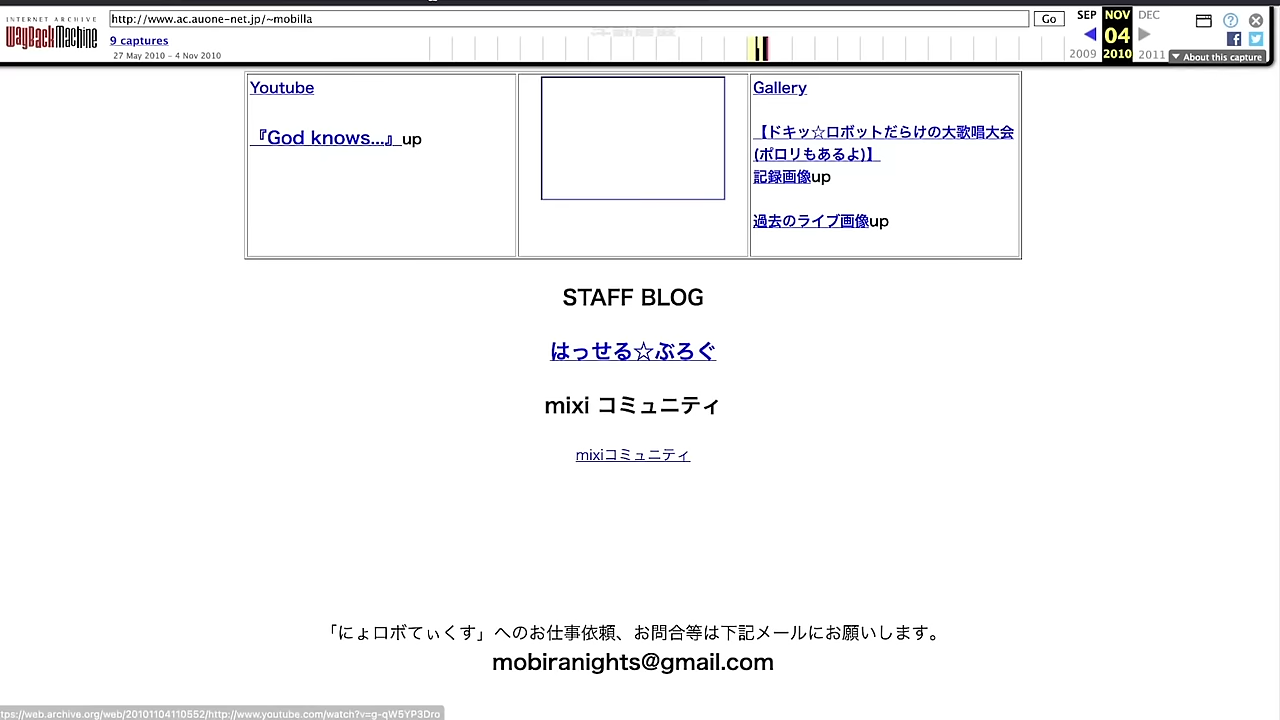 INTERNET ARCHIVE
WayBackMachine
http://www.ac.auone-net.jp/~mobilla
Go
9 captures
27 May 2010 – 4 Nov 2010
SEP
NOV
DEC
04
2009
2010
2011
About this capture
Youtube
『God knows...』up
Gallery
【ドキッ☆ロボットだらけの大歌唱大会
(ポロリもあるよ)】
記録画像up
過去のライブ画像up
STAFF BLOG
はっせる☆ぶろぐ
mixi コミュニティ
mixiコミュニティ
「にょロボてぃくす」へのお仕事依頼、お問合等は下記メールにお願いします。
mobiranights@gmail.com
tps://web.archive.org/web/20101104110552/http://www.youtube.com/watch?v=g-qW5YP3Dro